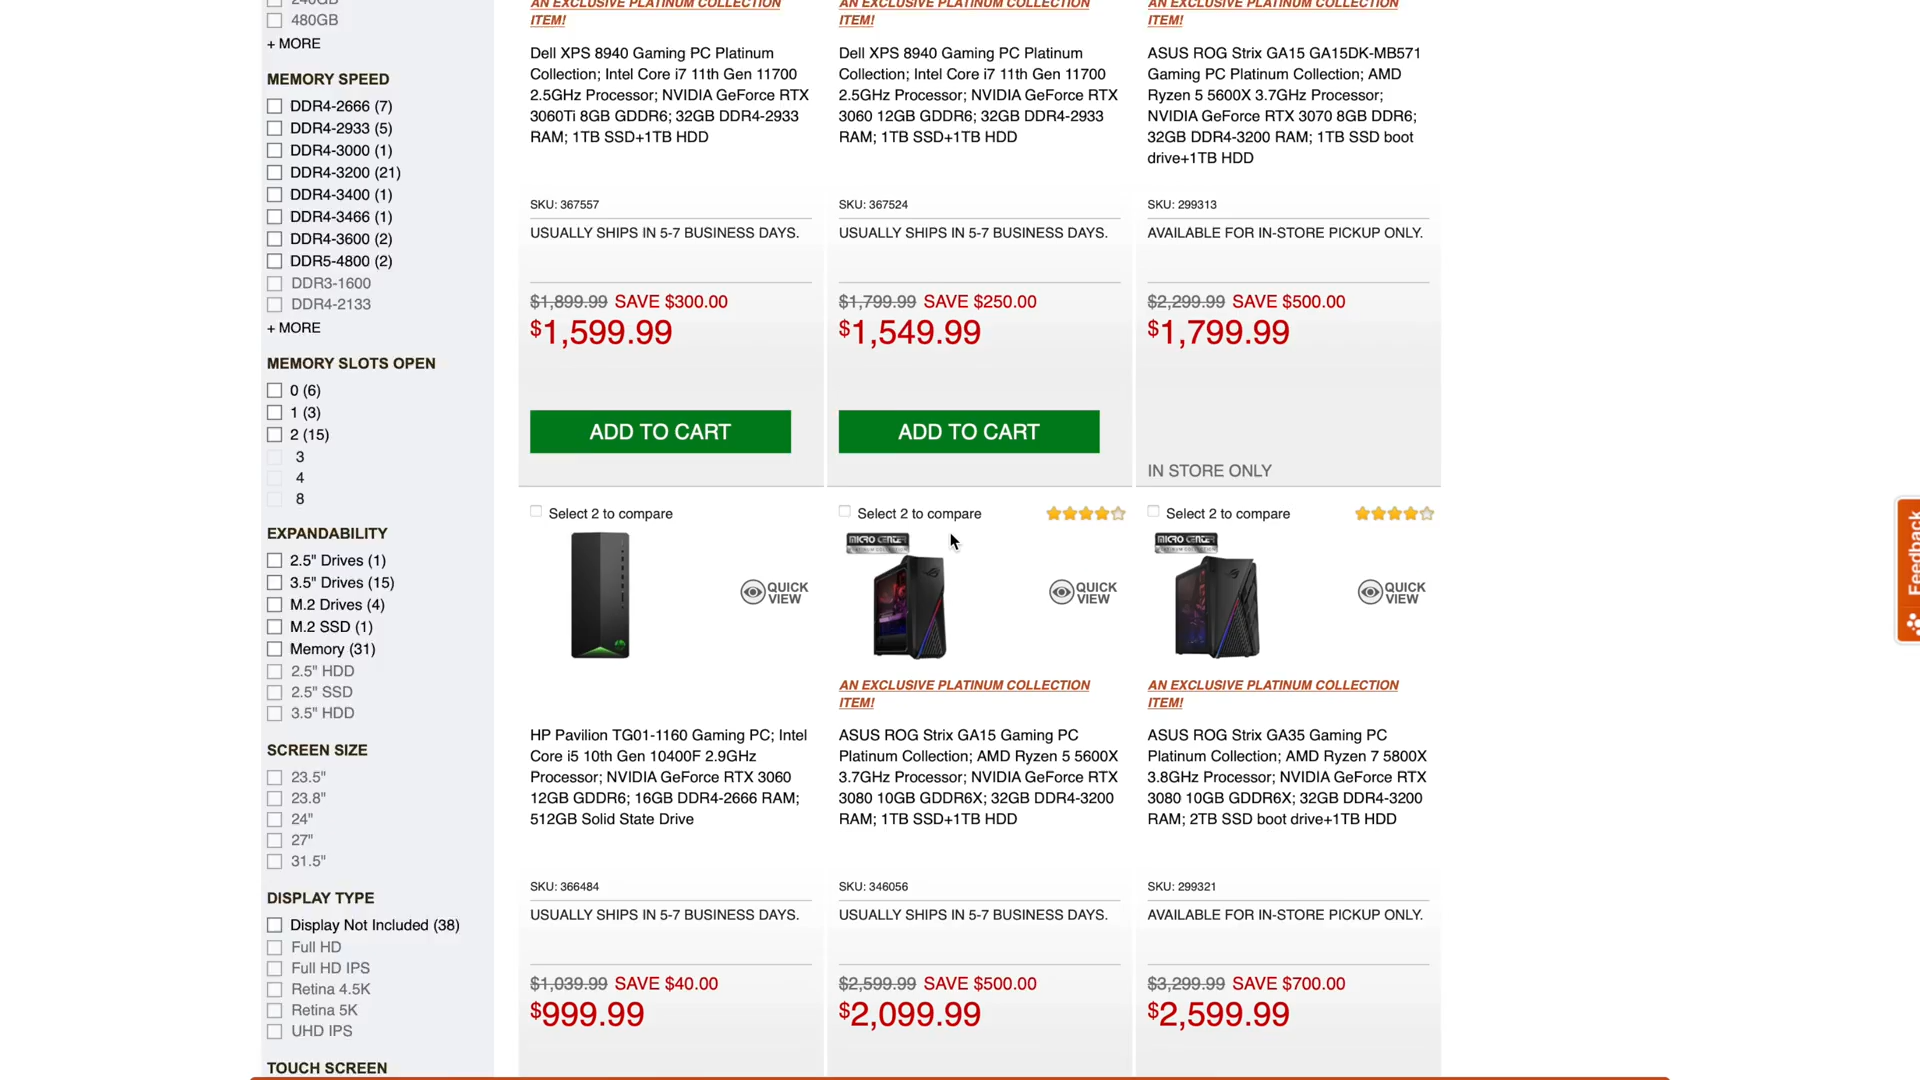 240GB
480GB
+ MORE
MEMORY SPEED
DDR4-2666 (7)
DDR4-2933 (5)
DDR4-3000 (1)
DDR4-3200 (21)
DDR4-3400 (1)
DDR4-3466 (1)
DDR4-3600 (2)
DDR5-4800 (2)
DDR3-1600
DDR4-2133
+ MORE
MEMORY SLOTS OPEN
0 (6)
1 (3)
2 (15)
3
4
8
EXPANDABILITY
2.5" Drives (1)
3.5" Drives (15)
M.2 Drives (4)
M.2 SSD (1)
Memory (31)
2.5" HDD
2.5" SSD
3.5" HDD
SCREEN SIZE
23.5"
23.8"
24"
27"
31.5"
DISPLAY TYPE
Display Not Included (38)
Full HD
Full HD IPS
Retina 4.5K
Retina 5K
UHD IPS
TOUCH SCREEN
AN EXCLUSIVE PLATINUM COLLECTION
ITEM!
Dell XPS 8940 Gaming PC Platinum
Collection; Intel Core i7 11th Gen 11700
2.5GHz Processor; NVIDIA GeForce RTX
3060Ti 8GB GDDR6; 32GB DDR4-2933
RAM; 1TB SSD+1TB HDD
SKU: 367557
USUALLY SHIPS IN 5-7 BUSINESS DAYS.
$1,899.99 SAVE $300.00
$1,599.99
ADD TO CART
AN EXCLUSIVE PLATINUM COLLECTION
ITEM!
Dell XPS 8940 Gaming PC Platinum
Collection; Intel Core i7 11th Gen 11700
2.5GHz Processor; NVIDIA GeForce RTX
3060 12GB GDDR6; 32GB DDR4-2933
RAM; 1TB SSD+1TB HDD
SKU: 367524
USUALLY SHIPS IN 5-7 BUSINESS DAYS.
$1,799.99 SAVE $250.00
$1,549.99
ADD TO CART
AN EXCLUSIVE PLATINUM COLLECTION
ITEM!
ASUS ROG Strix GA15 GA15DK-MB571
Gaming PC Platinum Collection; AMD
Ryzen 5 5600X 3.7GHz Processor;
NVIDIA GeForce RTX 3070 8GB DDR6;
32GB DDR4-3200 RAM; 1TB SSD boot
drive+1TB HDD
SKU: 299313
AVAILABLE FOR IN-STORE PICKUP ONLY.
$2,299.99 SAVE $500.00
$1,799.99
IN STORE ONLY
Select 2 to compare
QUICK
VIEW
HP Pavilion TG01-1160 Gaming PC; Intel
Core i5 10th Gen 10400F 2.9GHz
Processor; NVIDIA GeForce RTX 3060
12GB GDDR6; 16GB DDR4-2666 RAM;
512GB Solid State Drive
SKU: 366484
USUALLY SHIPS IN 5-7 BUSINESS DAYS.
$1,039.99 SAVE $40.00
$999.99
Select 2 to compare
MICRO CENTER
PLATINUM COLLECTION
QUICK
VIEW
AN EXCLUSIVE PLATINUM COLLECTION
ITEM!
ASUS ROG Strix GA15 Gaming PC
Platinum Collection; AMD Ryzen 5 5600X
3.7GHz Processor; NVIDIA GeForce RTX
3080 10GB GDDR6X; 32GB DDR4-3200
RAM; 1TB SSD+1TB HDD
SKU: 346056
USUALLY SHIPS IN 5-7 BUSINESS DAYS.
$2,599.99 SAVE $500.00
$2,099.99
Select 2 to compare
MICRO CENTER
PLATINUM COLLECTION
QUICK
VIEW
AN EXCLUSIVE PLATINUM COLLECTION
ITEM!
ASUS ROG Strix GA35 Gaming PC
Platinum Collection; AMD Ryzen 7 5800X
3.8GHz Processor; NVIDIA GeForce RTX
3080 10GB GDDR6X; 32GB DDR4-3200
RAM; 2TB SSD boot drive+1TB HDD
SKU: 299321
AVAILABLE FOR IN-STORE PICKUP ONLY.
$3,299.99 SAVE $700.00
$2,599.99
Feedback